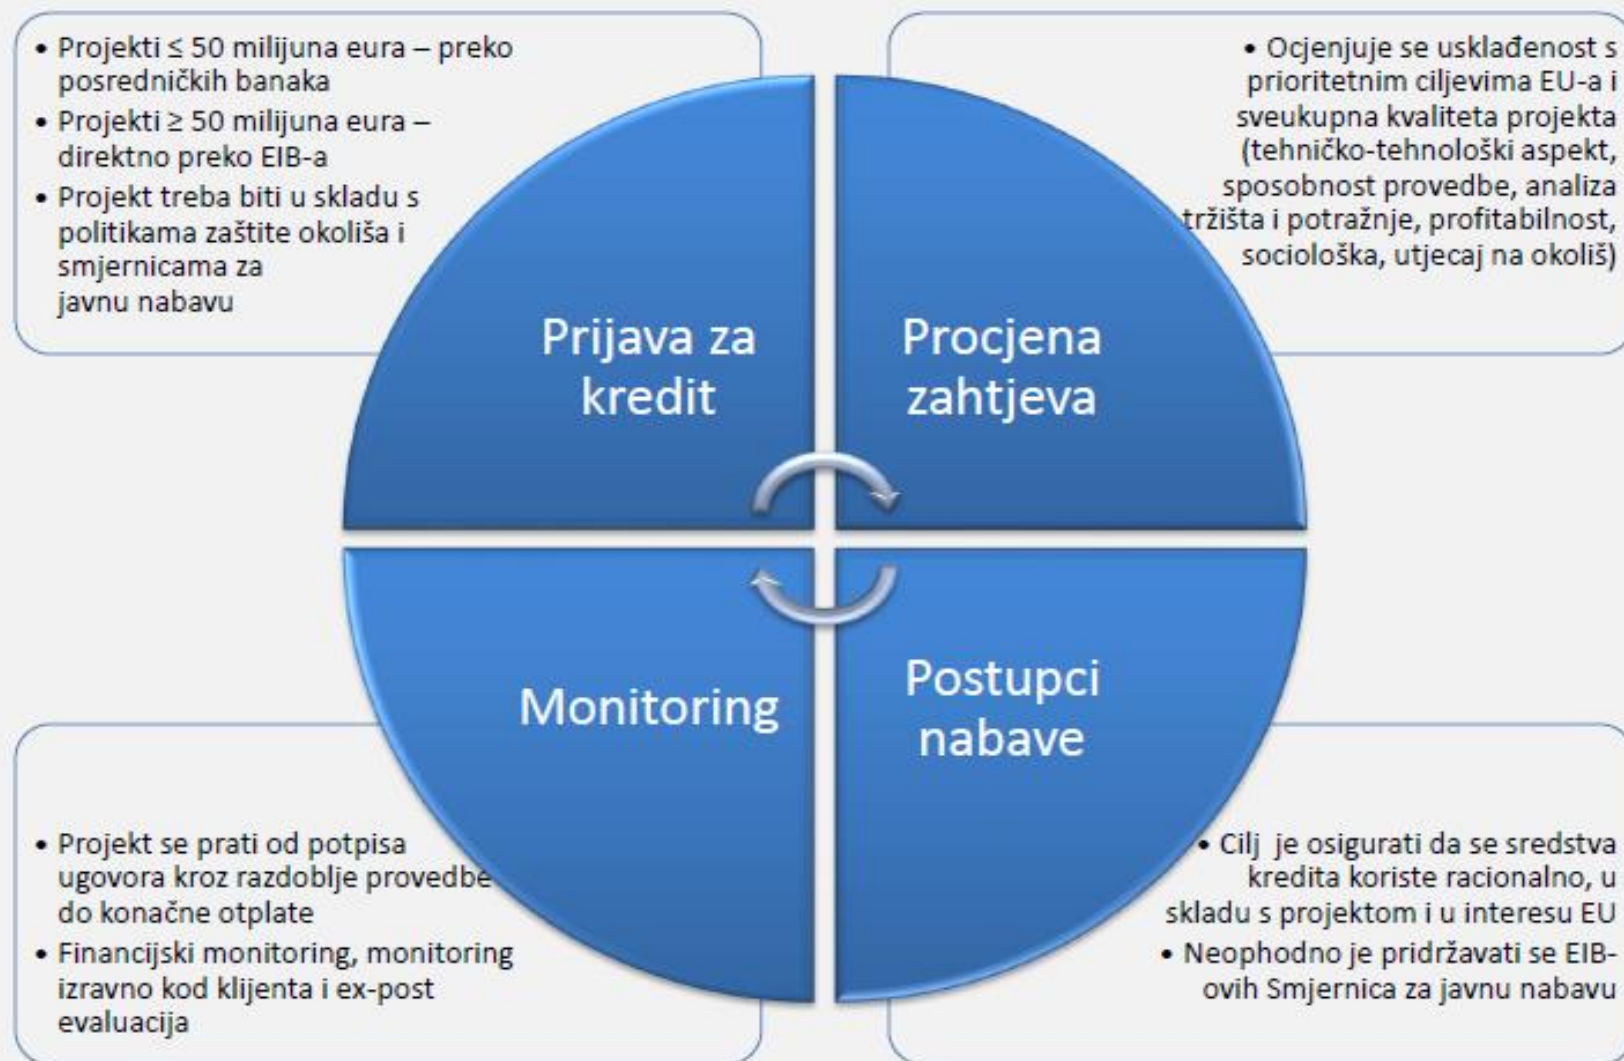 • Projekti ≤ 50 milijuna eura – preko
posredničkih banaka
• Projekti ≥ 50 milijuna eura –
direktno preko EIB-a
• Projekt treba biti u skladu s
politikama zaštite okoliša i
smjernicama za
javnu nabavu
• Ocjenjuje se usklađenost s
prioritetnim ciljevima EU-a i
sveukupna kvaliteta projekta
(tehničko-tehnološki aspekt,
sposobnost provedbe, analiza
tržišta i potražnje, profitabilnost,
sociološka, utjecaj na okoliš)
Prijava za
kredit
Procjena
zahtjeva
Monitoring
Postupci
nabave
• Projekt se prati od potpisa
ugovora kroz razdoblje provedbe
do konačne otplate
• Financijski monitoring, monitoring
izravno kod klijenta i ex-post
evaluacija
• Cilj je osigurati da se sredstva
kredita koriste racionalno, u
skladu s projektom i u interesu EU
• Neophodno je pridržavati se EIB-
ovih Smjernica za javnu nabavu